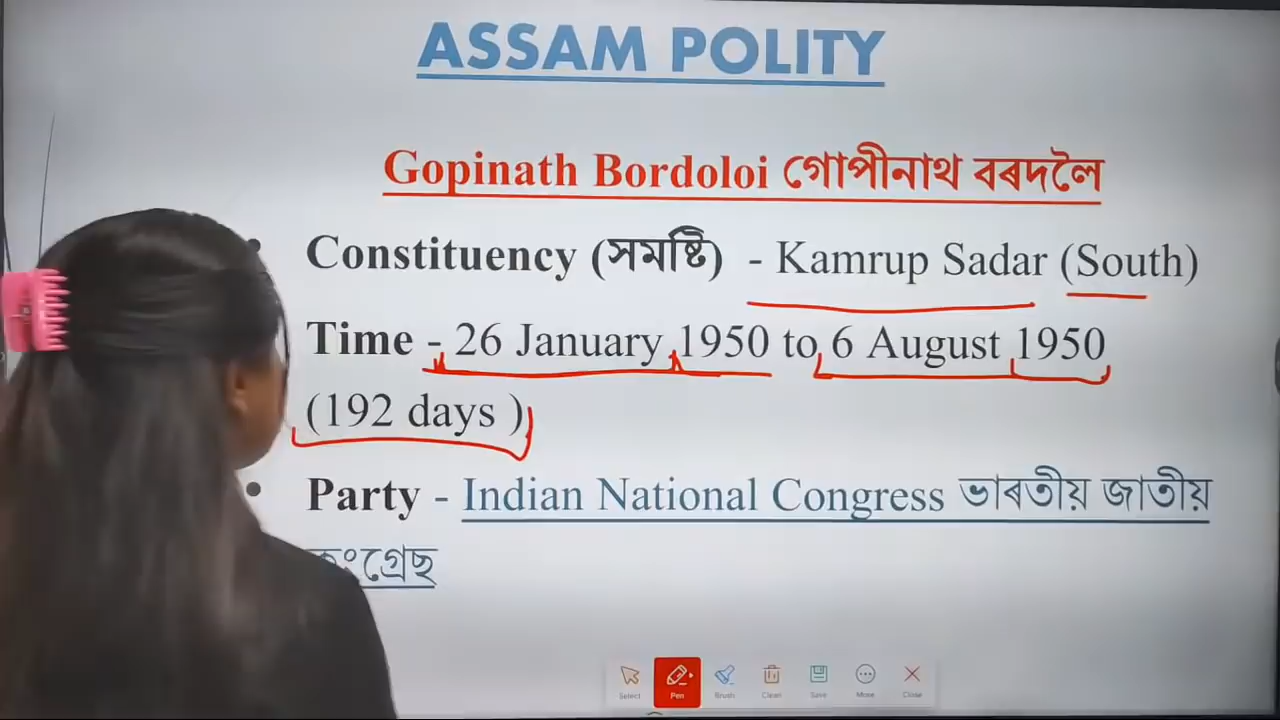 ASSAM POLITY
Gopinath Bordoloi গোপীনাথ বৰদলৈ
Constituency (সমষ্টি) - Kamrup Sadar (South)
Time - 26 January 1950 to 6 August 1950
(192 days )
Party - Indian National Congress ভাৰতীয় জাতীয়
কংগ্ৰেছ
Select Pen Brush Clean Save More Close